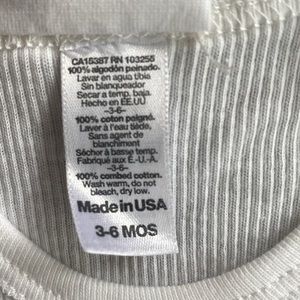 CA15387 RN 103255
100% algodón peinado.
Lavar en agua tibia
Sin blanqueador
Secar a temp. baja.
Hecho en EE.UU
–3-6–
100% coton peigné.
Laver à l'eau tiède,
Sans agent de
blanchiment
Sécher à basse temp.
Fabriqué aux É.-U.-A.
–3-6–
100% combed cotton.
Wash warm, do not
bleach, dry low.
Made in USA
3-6 MOS